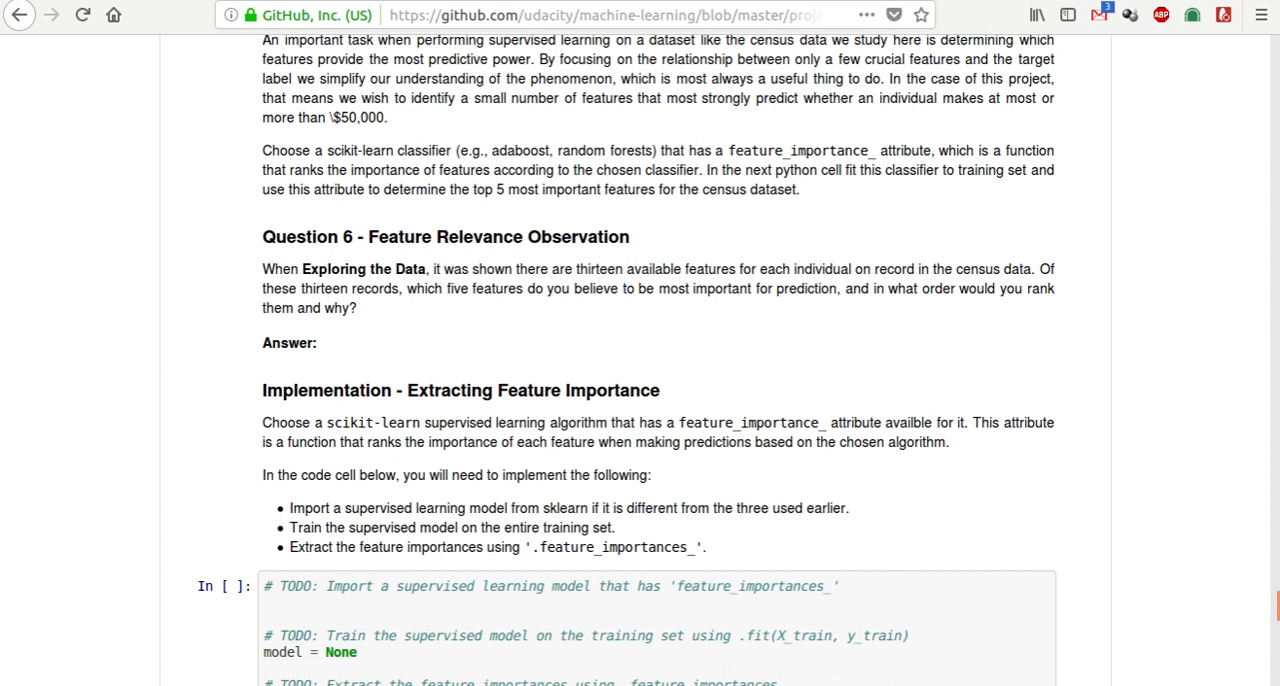 GitHub, Inc. (US) https://github.com/udacity/machine-learning/blob/master/proje
3
ABP
An important task when performing supervised learning on a dataset like the census data we study here is determining which
features provide the most predictive power. By focusing on the relationship between only a few crucial features and the target
label we simplify our understanding of the phenomenon, which is most always a useful thing to do. In the case of this project,
that means we wish to identify a small number of features that most strongly predict whether an individual makes at most or
more than \$50,000.
Choose a scikit-learn classifier (e.g., adaboost, random forests) that has a feature_importance_ attribute, which is a function
that ranks the importance of features according to the chosen classifier. In the next python cell fit this classifier to training set and
use this attribute to determine the top 5 most important features for the census dataset.
Question 6 - Feature Relevance Observation
When Exploring the Data, it was shown there are thirteen available features for each individual on record in the census data. Of
these thirteen records, which five features do you believe to be most important for prediction, and in what order would you rank
them and why?
Answer:
Implementation - Extracting Feature Importance
Choose a scikit-learn supervised learning algorithm that has a feature_importance_ attribute availble for it. This attribute
is a function that ranks the importance of each feature when making predictions based on the chosen algorithm.
In the code cell below, you will need to implement the following:
• Import a supervised learning model from sklearn if it is different from the three used earlier.
• Train the supervised model on the entire training set.
• Extract the feature importances using '.feature_importances_'.
In [ ]: # TODO: Import a supervised learning model that has 'feature_importances_'
# TODO: Train the supervised model on the training set using .fit(X_train, y_train)
model = None
# TODO: Extract the feature importances using .feature_importances_